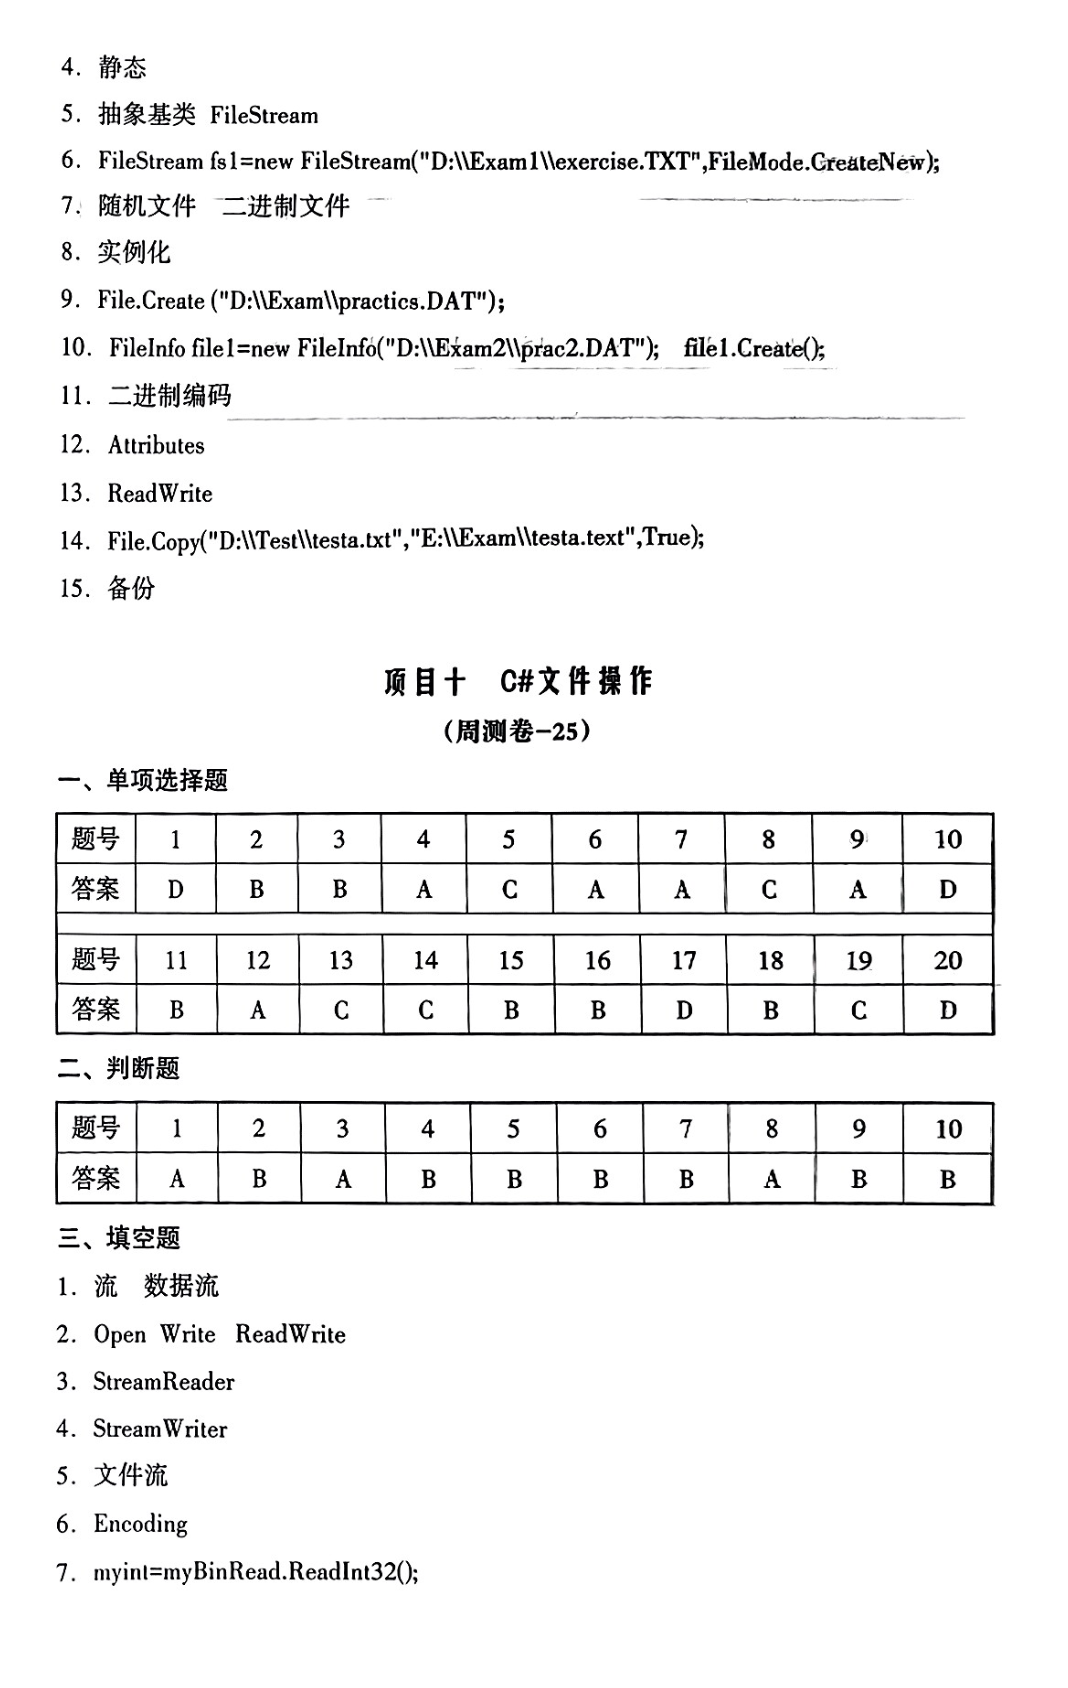 4. 静态
5. 抽象基类 FileStream
6. FileStream fs1=new FileStream("D:\\Exam1\\exercise.TXT",FileMode.CreateNew);
7. 随机文件 二进制文件
8. 实例化
9. File.Create ("D:\\Exam\\practics.DAT");
10. FileInfo file1=new FileInfo("D:\\Exam2\\prac2.DAT"); file1.Create();
11. 二进制编码
12. Attributes
13. ReadWrite
14. File.Copy("D:\\Test\\testa.txt","E:\\Exam\\testa.text",True);
15. 备份
项目十 C#文件操作
（周测卷-25）
一、单项选择题
题号 1 2 3 4 5 6 7 8 9 10
答案 D B B A C A A C A D
题号 11 12 13 14 15 16 17 18 19 20
答案 B A C C B B D B C D
二、判断题
题号 1 2 3 4 5 6 7 8 9 10
答案 A B A B B B B A B B
三、填空题
1. 流 数据流
2. Open Write ReadWrite
3. StreamReader
4. StreamWriter
5. 文件流
6. Encoding
7. myint=myBinRead.ReadInt32();